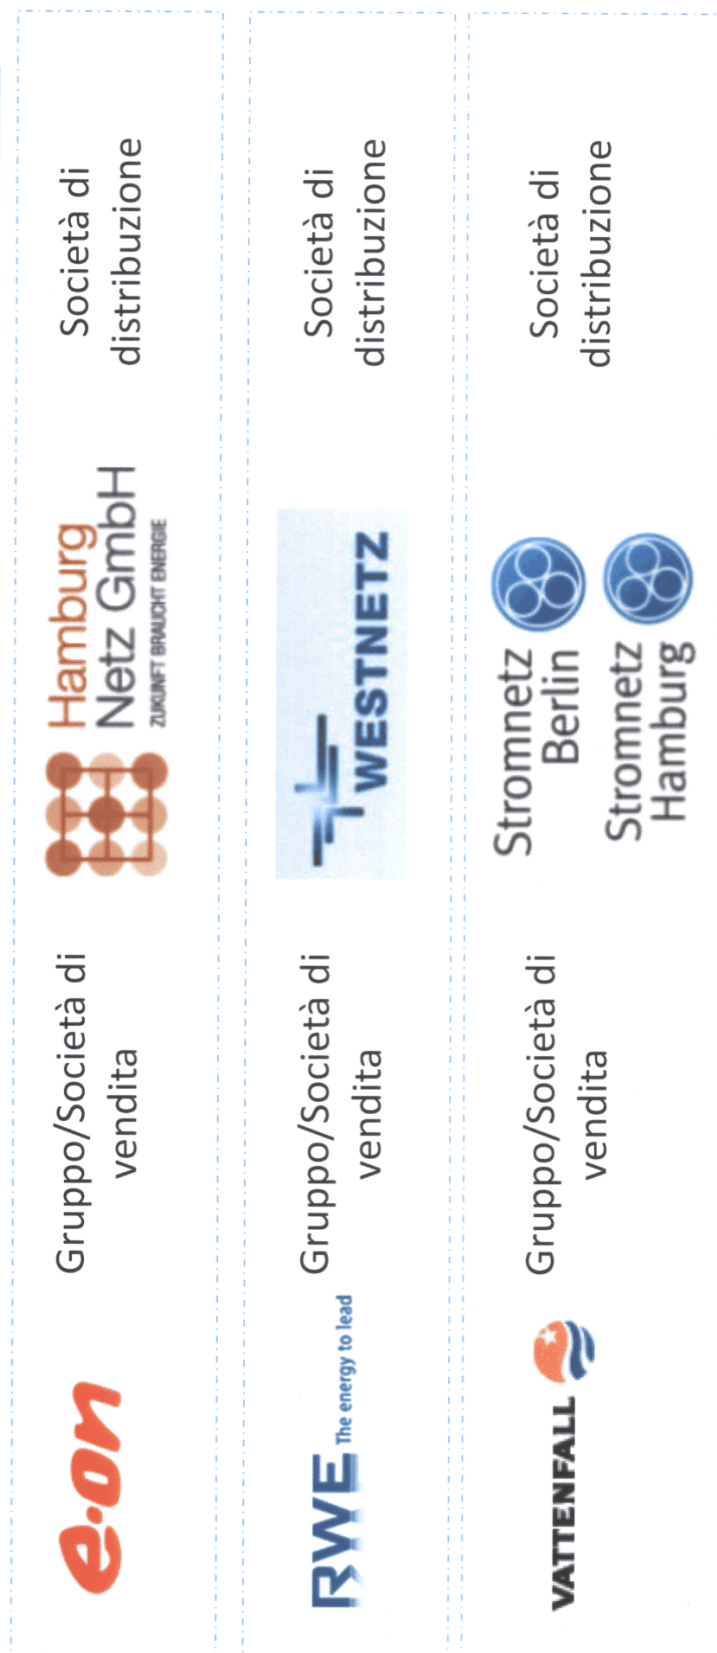 e·on
Gruppo/Società di
vendita
Hamburg
Netz GmbH
ZUKUNFT BRAUCHT ENERGIE
Società di
distribuzione
RWE
The energy to lead
Gruppo/Società di
vendita
WESTNETZ
Società di
distribuzione
VATTENFALL
Gruppo/Società di
vendita
Stromnetz
Berlin
Stromnetz
Hamburg
Società di
distribuzione